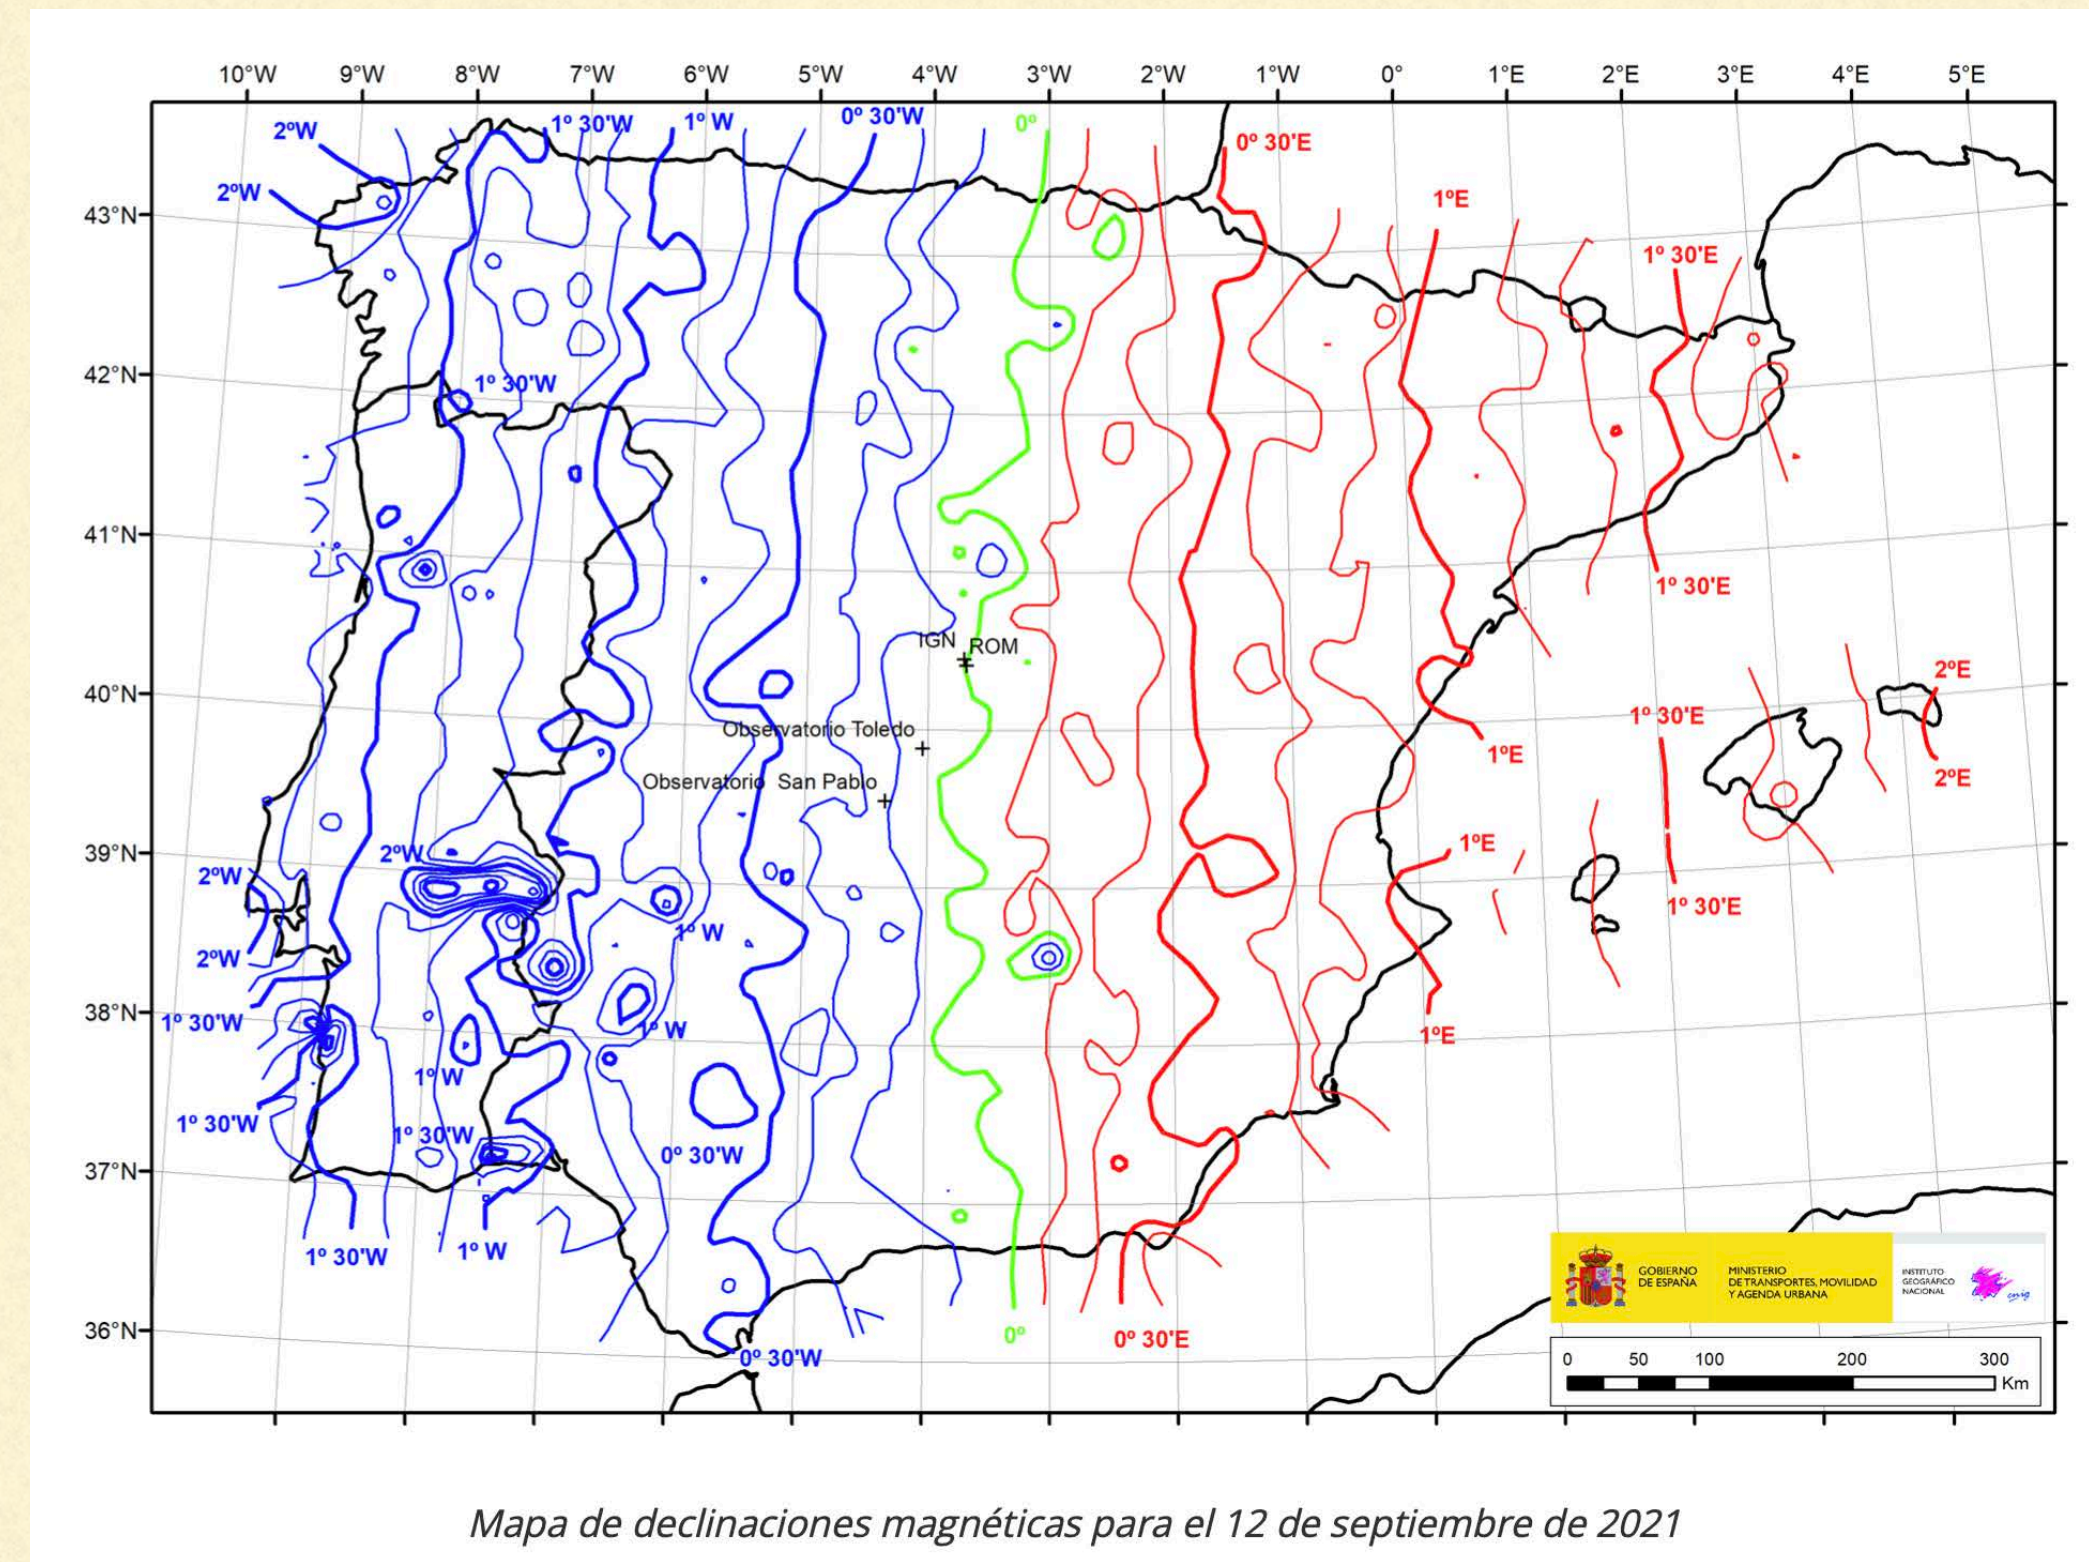 10°W 9°W 8°W 7°W 6°W 5°W 4°W 3°W 2°W 1°W 0° 1°E 2°E 3°E 4°E 5°E
2ºW 1º 30'W 1º W 0º 30'W 0º 0º 30'E
2ºW
1ºE
43°N
1º 30'E
42°N
1º 30'W
41°N
1º 30'E
IGN ROM
40°N
2ºE
1º 30'E
Observatorio Toledo
1ºE
2ºE
Observatorio San Pablo
39°N
2ºW
1ºE
2ºW
1º 30'E
1º W
2ºW
38°N
1º 30'W
1º W
1ºE
1º W
1º 30'W
1º 30'W
37°N
0º 30'W
1º 30'W
1º W
GOBIERNO
DE ESPAÑA
MINISTERIO
DE TRANSPORTES, MOVILIDAD
Y AGENDA URBANA
INSTITUTO
GEOGRÁFICO
NACIONAL
cnig
36°N
0º
0º 30'E
0º 30'W
0 50 100 200 300
Km
Mapa de declinaciones magnéticas para el 12 de septiembre de 2021